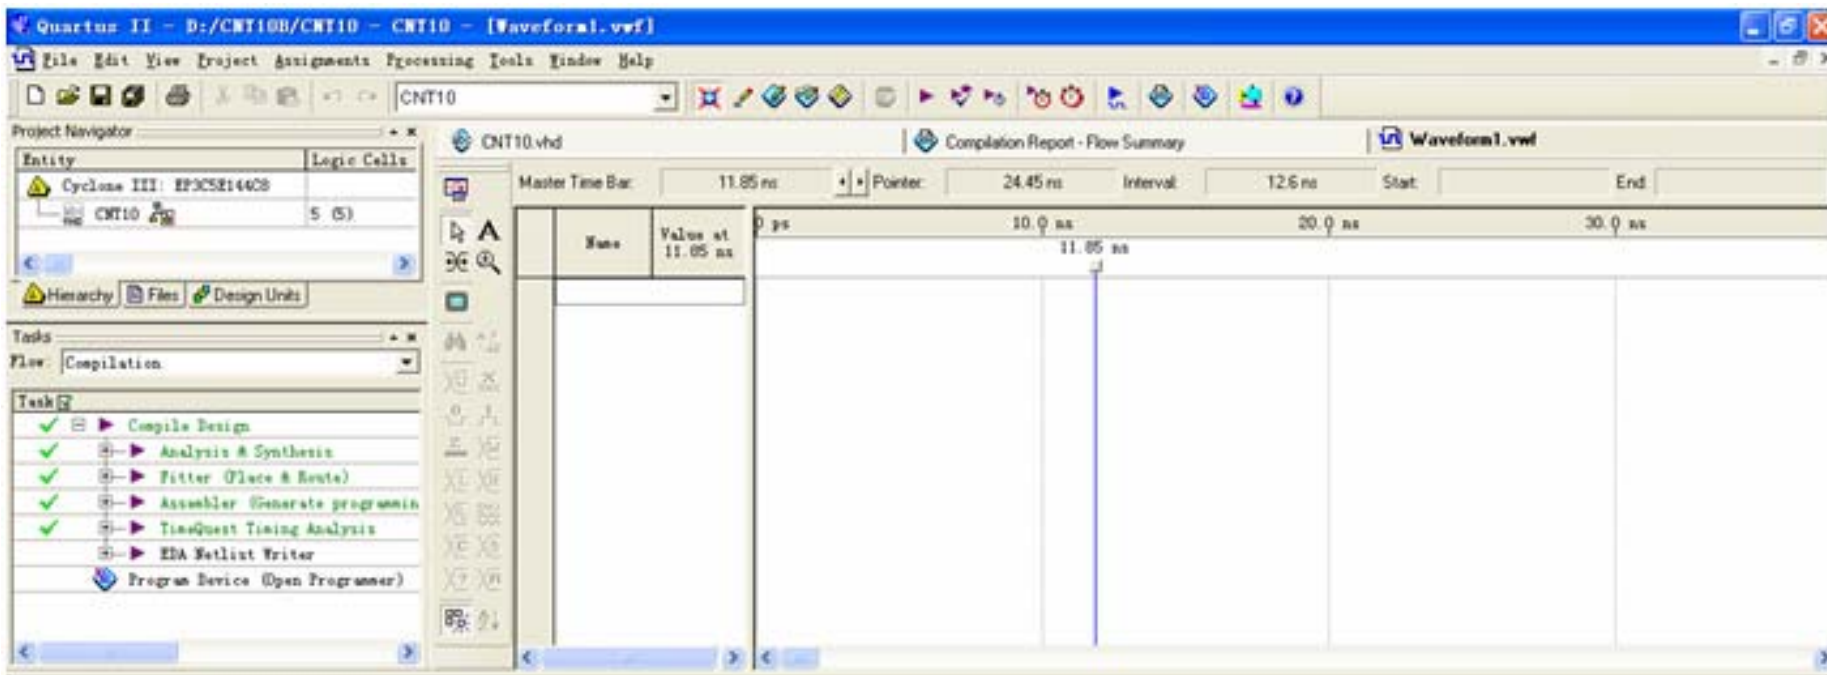 Quartus II - D:/CNT10B/CNT10 - CNT10 - [Waveform1.vwf]
File Edit View Project Assignments Processing Tools Window Help
CNT10
Project Navigator
Entity Logic Cells
Cyclone III: EP3C5E144C8
CNT10 5 (5)
Hierarchy Files Design Units
Tasks
Flow: Compilation
Task
Compile Design
Analysis & Synthesis
Fitter (Place & Route)
Assembler (Generate programmin
TimeQuest Timing Analysis
EDA Netlist Writer
Program Device (Open Programmer)
CNT10.vhd Compilation Report - Flow Summary Waveform1.vwf
Master Time Bar: 11.85 ns Pointer: 24.45 ns Interval: 12.6 ns Start: End:
Name Value at 11.85 ns
0 ps 10.0 ns 20.0 ns 30.0 ns
11.85 ns